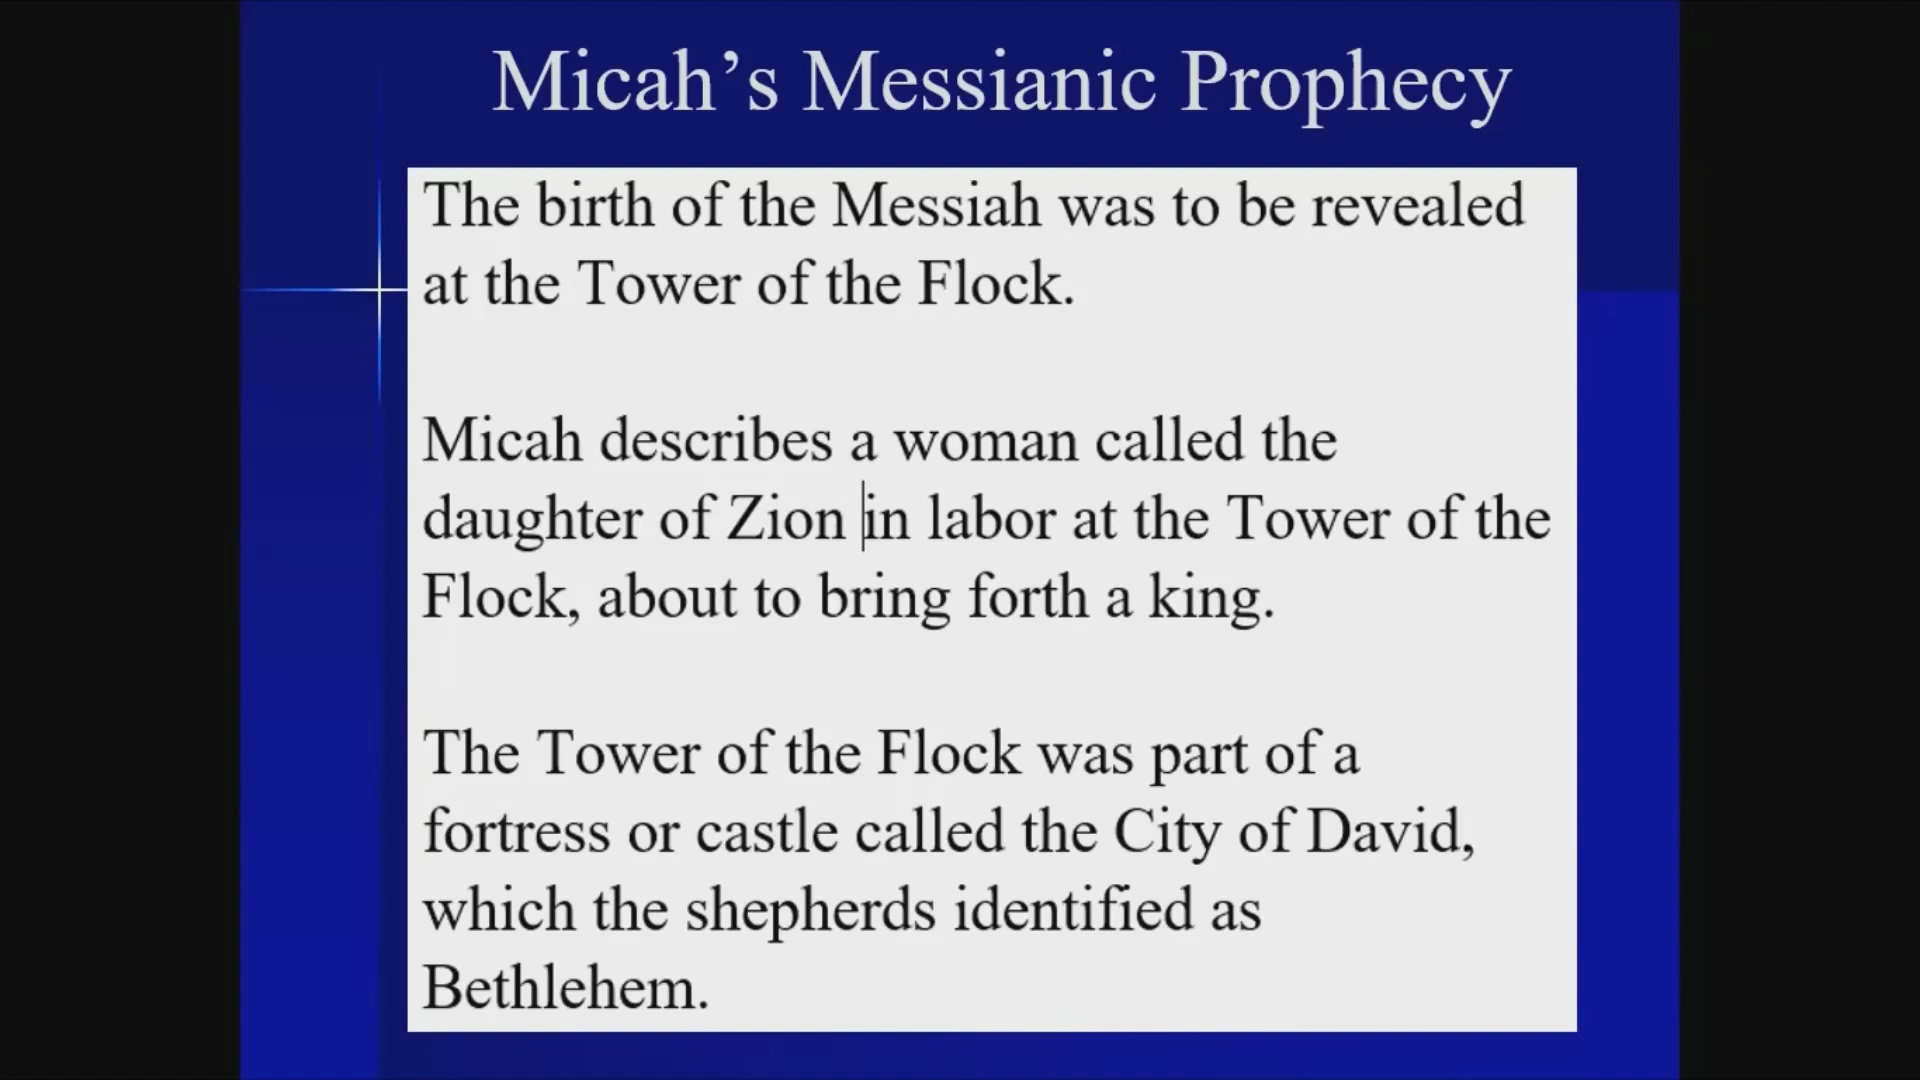 Micah’s Messianic Prophecy
The birth of the Messiah was to be revealed
at the Tower of the Flock.
Micah describes a woman called the
daughter of Zion in labor at the Tower of the
Flock, about to bring forth a king.
The Tower of the Flock was part of a
fortress or castle called the City of David,
which the shepherds identified as
Bethlehem.